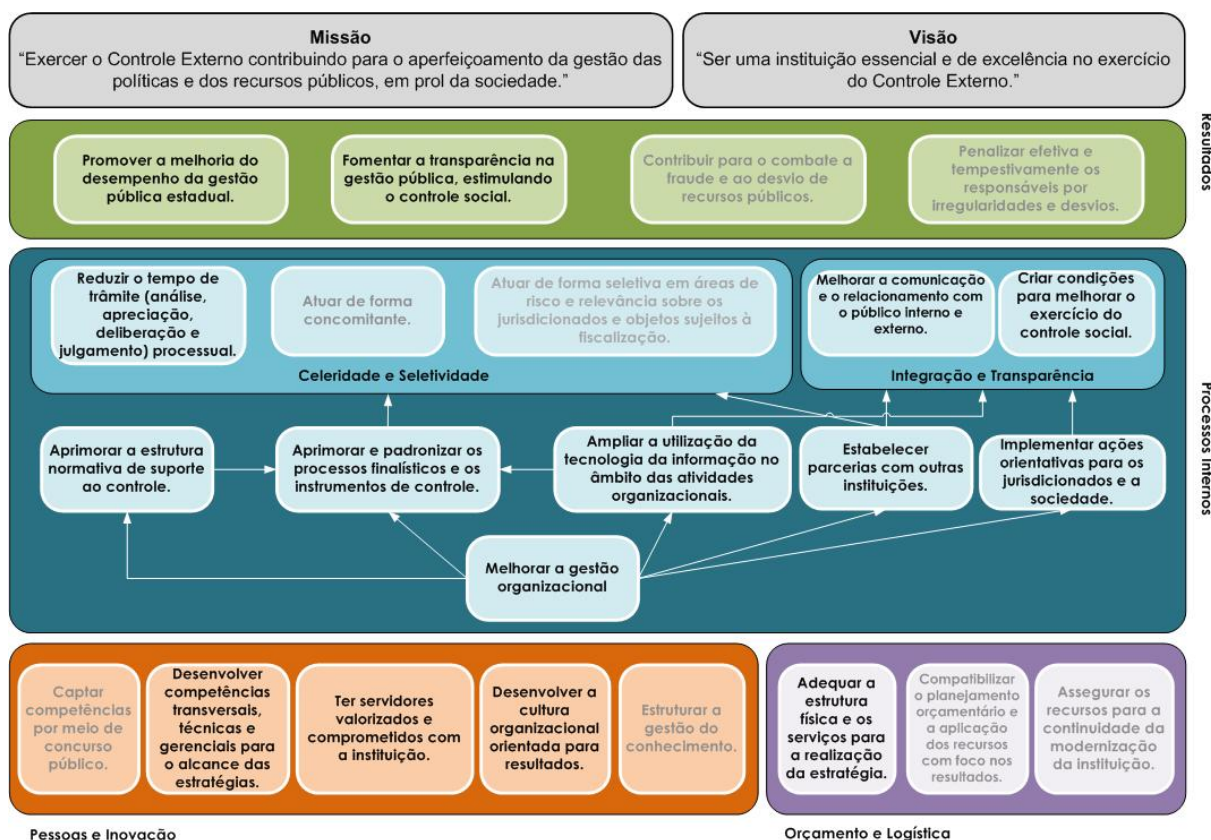 Missão
“Exercer o Controle Externo contribuindo para o aperfeiçoamento da gestão das
políticas e dos recursos públicos, em prol da sociedade.”
Visão
“Ser uma instituição essencial e de excelência no exercício
do Controle Externo.”
Resultados
Promover a melhoria do
desempenho da gestão
pública estadual.
Fomentar a transparência na
gestão pública, estimulando
o controle social.
Contribuir para o combate a
fraude e ao desvio de
recursos públicos.
Penalizar efetiva e
tempestivamente os
responsáveis por
irregularidades e desvios.
Processos Internos
Reduzir o tempo de
trâmite (análise,
apreciação,
deliberação e
julgamento) processual.
Atuar de forma
concomitante.
Atuar de forma seletiva em áreas de
risco e relevância sobre os
jurisdicionados e objetos sujeitos à
fiscalização.
Celeridade e Seletividade
Melhorar a comunicação
e o relacionamento com
o público interno e
externo.
Criar condições
para melhorar o
exercício do
controle social.
Integração e Transparência
Aprimorar a estrutura
normativa de suporte
ao controle.
Aprimorar e padronizar os
processos finalísticos e os
instrumentos de controle.
Ampliar a utilização da
tecnologia da informação no
âmbito das atividades
organizacionais.
Estabelecer
parcerias com outras
instituições.
Implementar ações
orientativas para os
jurisdicionados e a
sociedade.
Melhorar a gestão
organizacional
Captar
competências
por meio de
concurso
público.
Desenvolver
competências
transversais,
técnicas e
gerenciais para
o alcance das
estratégias.
Ter servidores
valorizados e
comprometidos com
a instituição.
Desenvolver a
cultura
organizacional
orientada para
resultados.
Estruturar a
gestão do
conhecimento.
Pessoas e Inovação
Adequar a
estrutura
física e os
serviços para
a realização
da estratégia.
Compatibilizar
o planejamento
orçamentário e
a aplicação
dos recursos
com foco nos
resultados.
Assegurar os
recursos para a
continuidade da
modernização
da instituição.
Orçamento e Logística